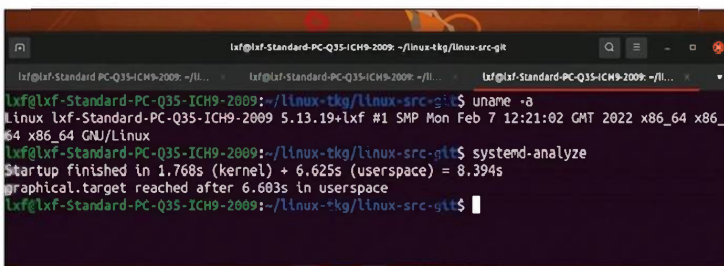 lxf@lxf-Standard-PC-Q35-ICH9-2009: ~/linux-tkg/linux-src-git
lxf@lxf-Standard-PC-Q35-ICH9-2009: ~/li... lxf@lxf-Standard-PC-Q35-ICH9-2009: ~/li... lxf@lxf-Standard-PC-Q35-ICH9-2009: ~/li...
lxf@lxf-Standard-PC-Q35-ICH9-2009:~/linux-tkg/linux-src-git$ uname -a
Linux lxf-Standard-PC-Q35-ICH9-2009 5.13.19+lxf #1 SMP Mon Feb 7 12:21:02 GMT 2022 x86_64 x86_
64 x86_64 GNU/Linux
lxf@lxf-Standard-PC-Q35-ICH9-2009:~/linux-tkg/linux-src-git$ systemd-analyze
Startup finished in 1.768s (kernel) + 6.625s (userspace) = 8.394s
graphical.target reached after 6.603s in userspace
lxf@lxf-Standard-PC-Q35-ICH9-2009:~/linux-tkg/linux-src-git$